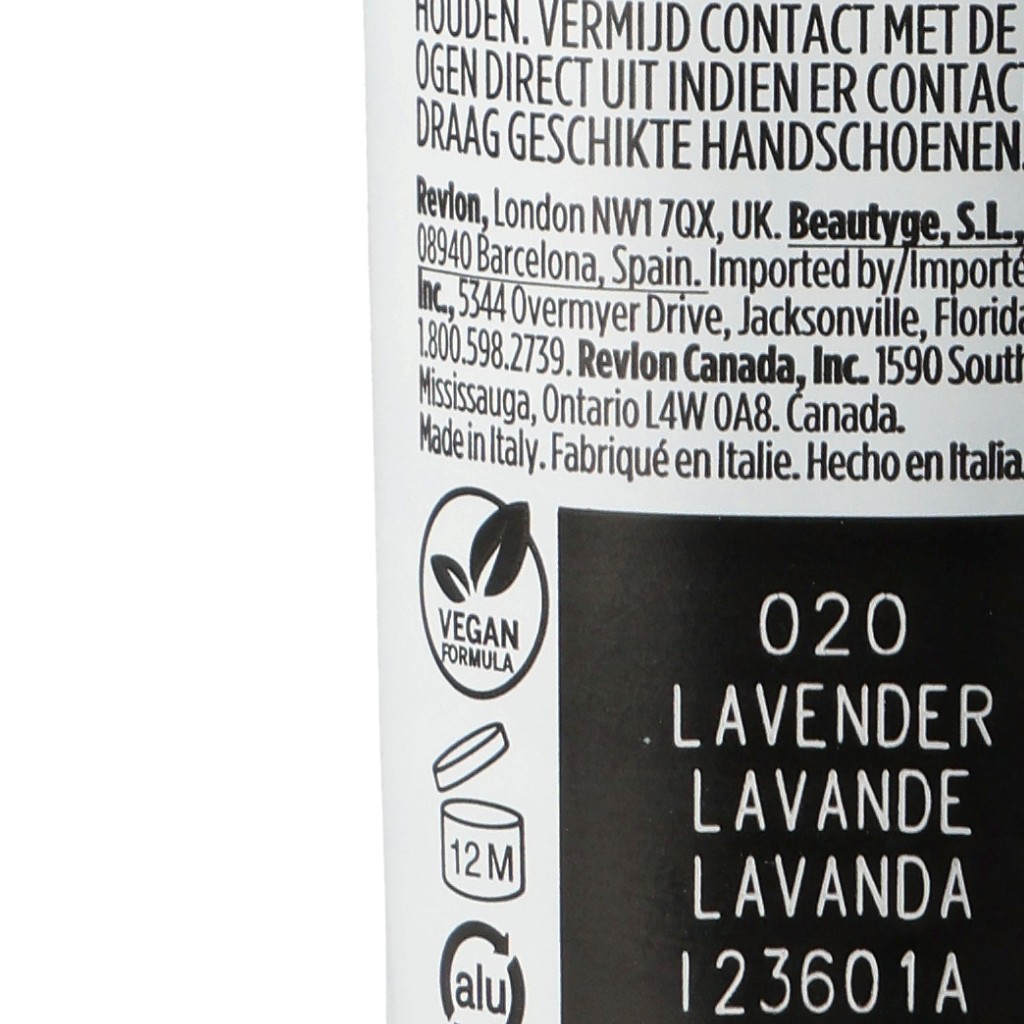 HOUDEN. VERMIJD CONTACT MET DE
OGEN DIRECT UIT INDIEN ER CONTAC
DRAAG GESCHIKTE HANDSCHOENEN.
Revlon, London NW1 7QX, UK. Beautyge, S.L.,
08940 Barcelona, Spain. Imported by/Importé
Inc., 5344 Overmyer Drive, Jacksonville, Florida
1.800.598.2739. Revlon Canada, Inc. 1590 South
Mississauga, Ontario L4W 0A8. Canada.
Made in Italy. Fabriqué en Italie. Hecho en Italia.
VEGAN
FORMULA
12 M
alu
020
LAVENDER
LAVANDE
LAVANDA
123601A